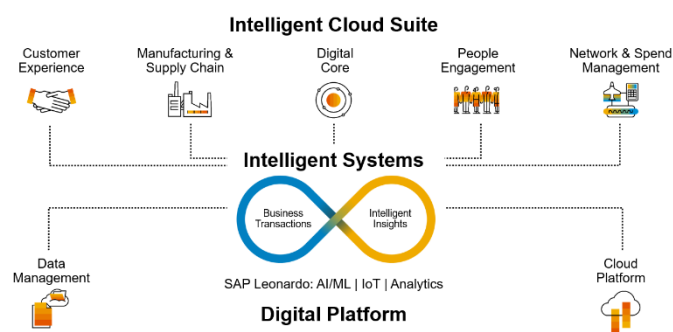 Intelligent Cloud Suite
Customer
Experience
Manufacturing &
Supply Chain
Digital
Core
People
Engagement
Network & Spend
Management
Intelligent Systems
Business
Transactions
Intelligent
Insights
Data
Management
Cloud
Platform
SAP Leonardo: AI/ML | IoT | Analytics
Digital Platform